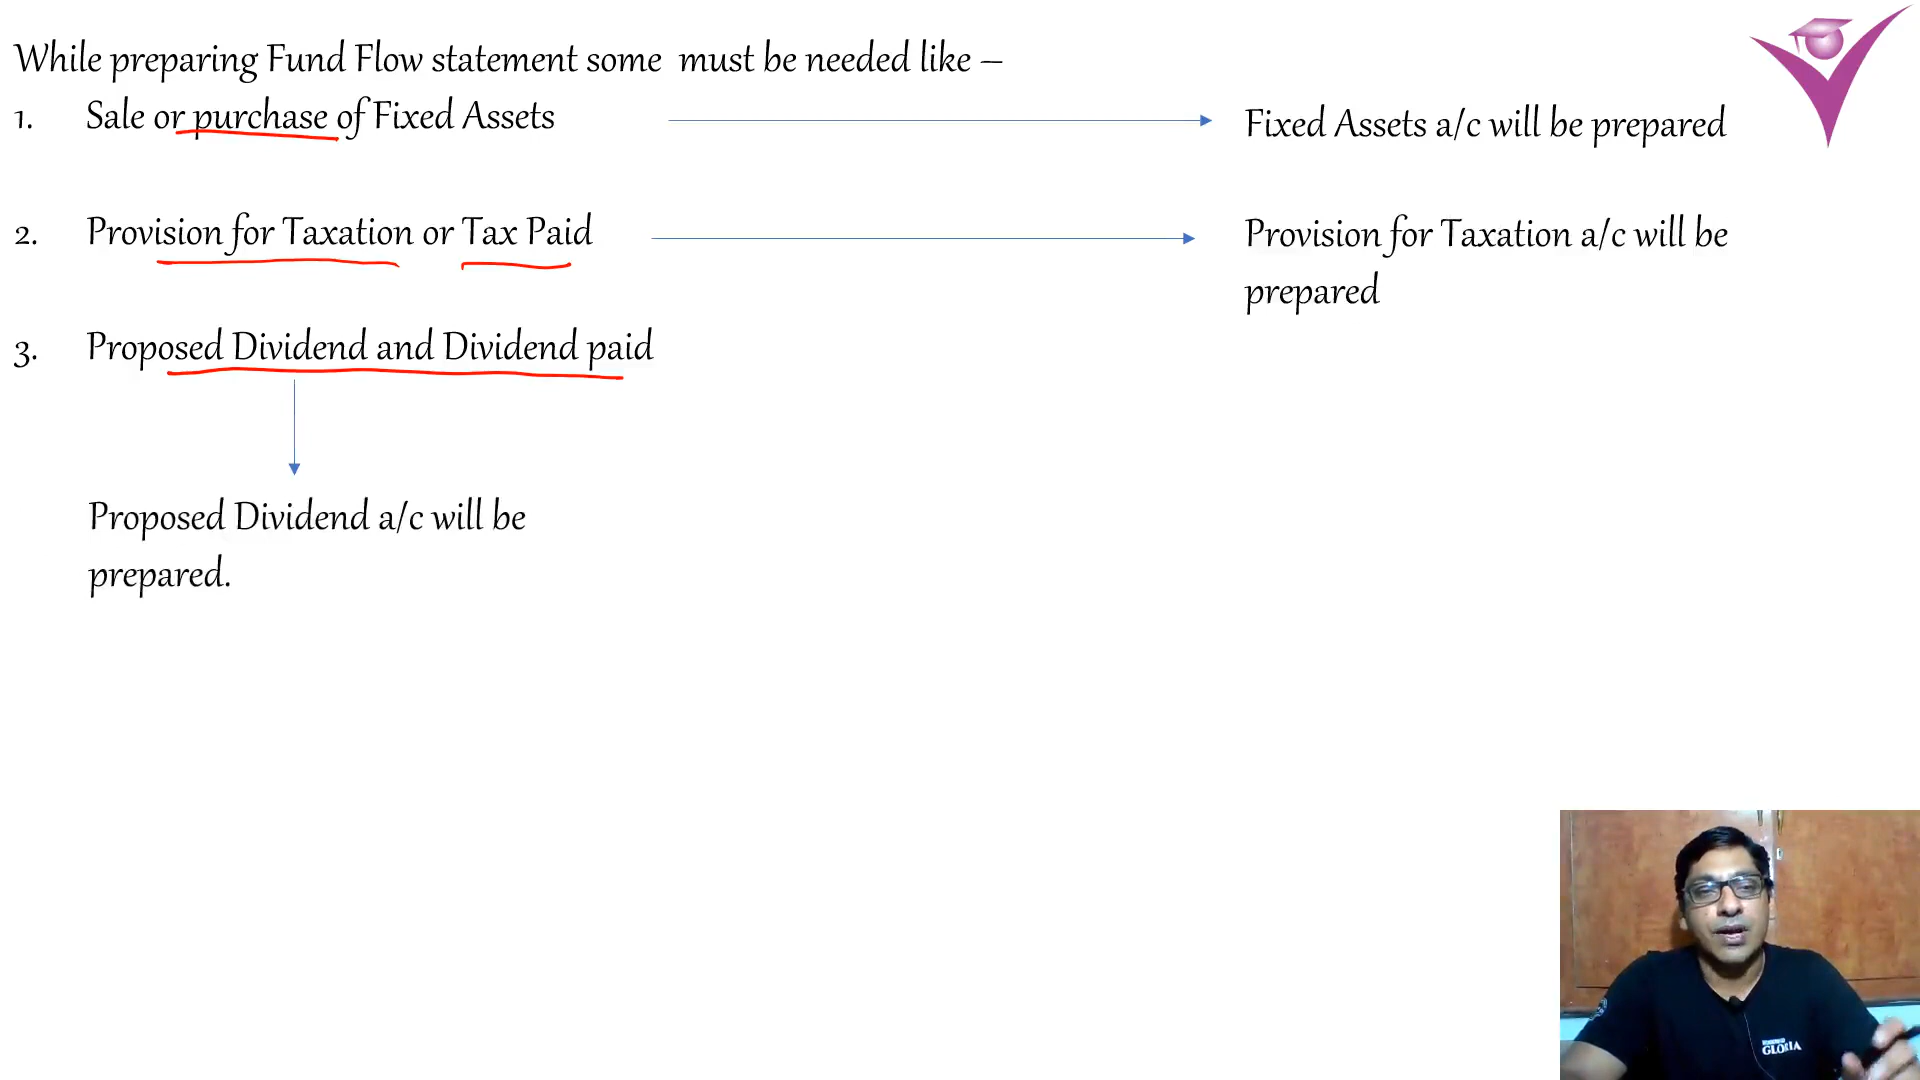 While preparing Fund Flow statement some must be needed like –
1. Sale or purchase of Fixed Assets
Fixed Assets a/c will be prepared
2. Provision for Taxation or Tax Paid
Provision for Taxation a/c will be
prepared
3. Proposed Dividend and Dividend paid
Proposed Dividend a/c will be
prepared.
GLORIA